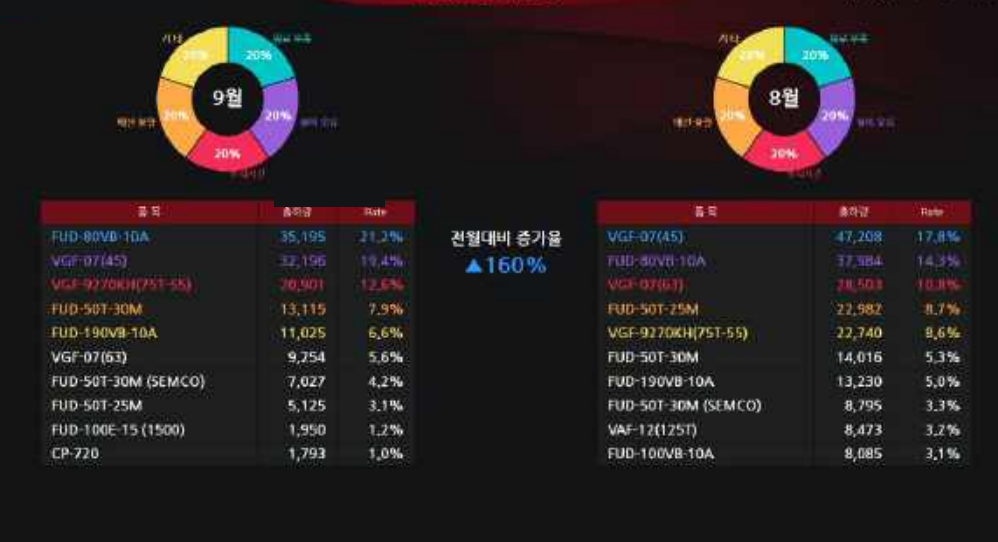 기타
20%
20%
9월
20%
20%
20%
기타
20%
20%
8월
20%
20%
20%
품 목 출하량 Rate
FUD-80VB-10A 35,195 21.2%
VGF-07(45) 32,196 19.4%
VGF-9270KH(75T-55) 20,901 12.6%
FUD-50T-30M 13,115 7.9%
FUD-190VB-10A 11,025 6.6%
VGF-07(63) 9,254 5.6%
FUD-50T-30M (SEMCO) 7,027 4.2%
FUD-50T-25M 5,125 3.1%
FUD-100E-15 (1500) 1,950 1.2%
CP-720 1,793 1.0%
전월대비 증가율
▲160%
품 목 출하량 Rate
VGF-07(45) 47,208 17.8%
FUD-80VB-10A 37,984 14.3%
VGF-07(63) 28,503 10.8%
FUD-50T-25M 22,982 8.7%
VGF-9270KH(75T-55) 22,740 8.6%
FUD-50T-30M 14,016 5.3%
FUD-190VB-10A 13,230 5.0%
FUD-50T-30M (SEMCO) 8,795 3.3%
VAF-12(125T) 8,473 3.2%
FUD-100VB-10A 8,085 3.1%